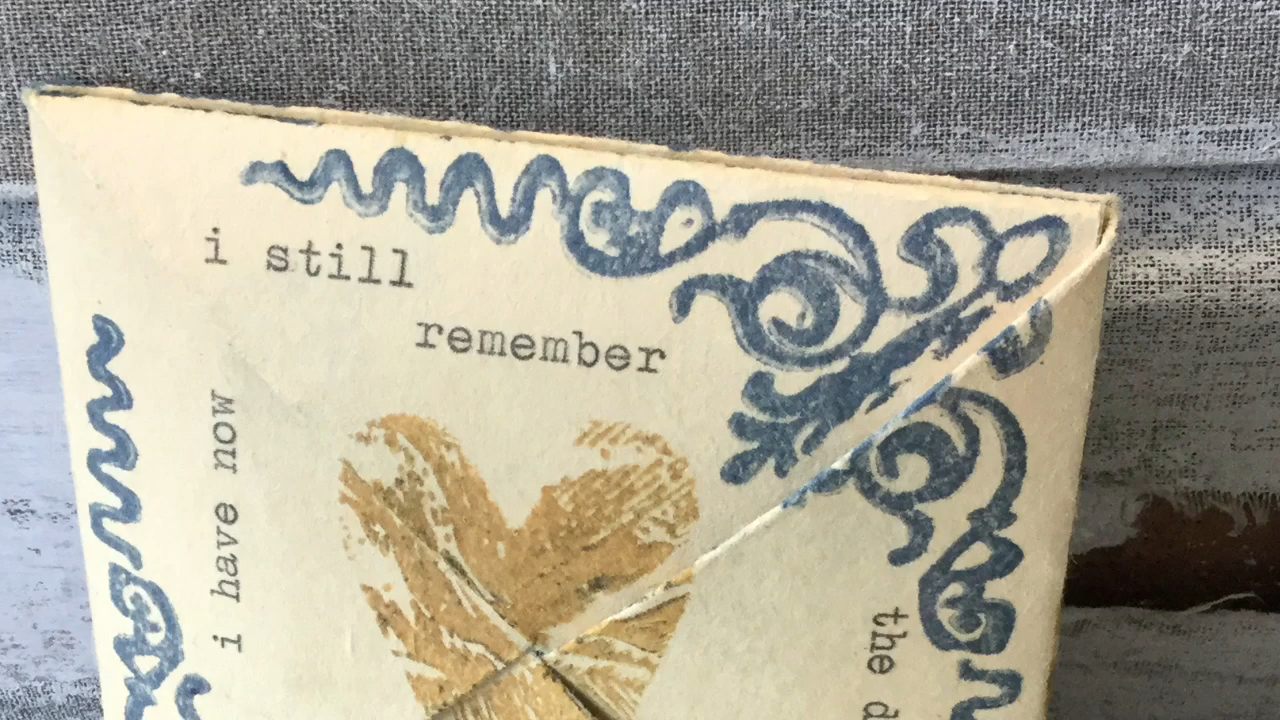 i still
remember
the
i have now